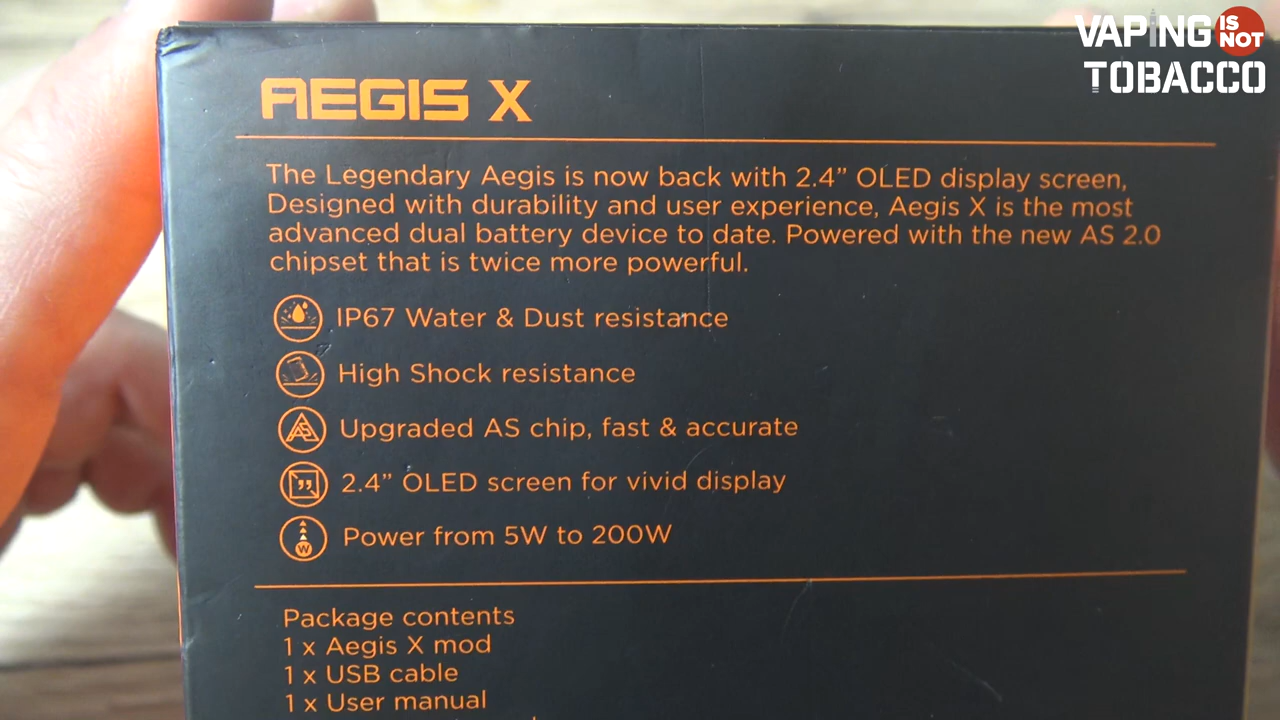 VAPING IS NOT
TOBACCO
AEGIS X
The Legendary Aegis is now back with 2.4” OLED display screen,
Designed with durability and user experience, Aegis X is the most
advanced dual battery device to date. Powered with the new AS 2.0
chipset that is twice more powerful.
IP67 Water & Dust resistance
High Shock resistance
Upgraded AS chip, fast & accurate
2.4” OLED screen for vivid display
W
Power from 5W to 200W
Package contents
1 x Aegis X mod
1 x USB cable
1 x User manual